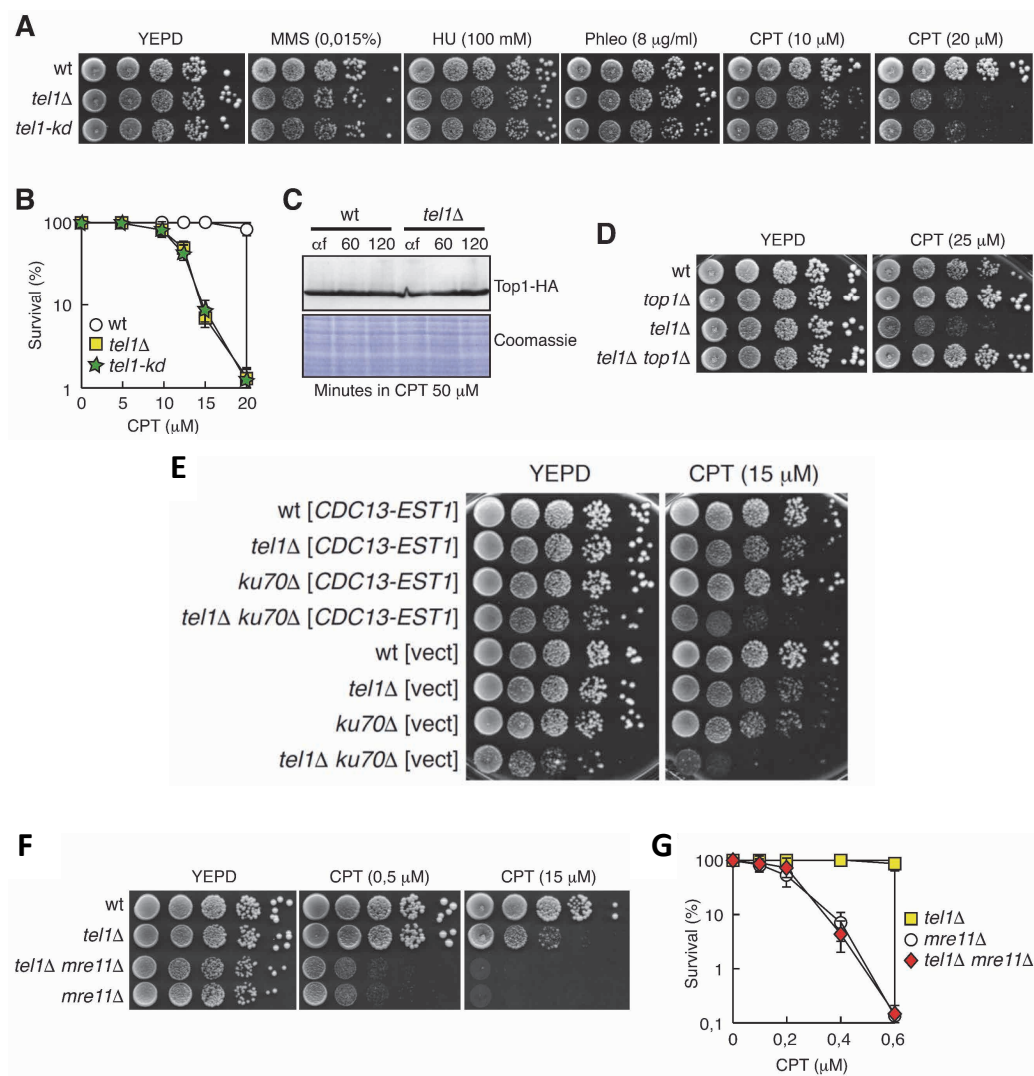 A
YEPD MMS (0,015%) HU (100 mM) Phleo (8 μg/ml) CPT (10 μM) CPT (20 μM)
wt
tel1Δ
tel1-kd
B
100
10
1
Survival (%)
wt
tel1Δ
tel1-kd
0 5 10 15 20
CPT (μM)
C
wt tel1Δ
αf 60 120 αf 60 120
Top1-HA
Coomassie
Minutes in CPT 50 μM
D
YEPD CPT (25 μM)
wt
top1Δ
tel1Δ
tel1Δ top1Δ
E
YEPD CPT (15 μM)
wt [CDC13-EST1]
tel1Δ [CDC13-EST1]
ku70Δ [CDC13-EST1]
tel1Δ ku70Δ [CDC13-EST1]
wt [vect]
tel1Δ [vect]
ku70Δ [vect]
tel1Δ ku70Δ [vect]
F
YEPD CPT (0,5 μM) CPT (15 μM)
wt
tel1Δ
tel1Δ mre11Δ
mre11Δ
G
100
10
1
0,1
Survival (%)
tel1Δ
mre11Δ
tel1Δ mre11Δ
0 0,2 0,4 0,6
CPT (μM)